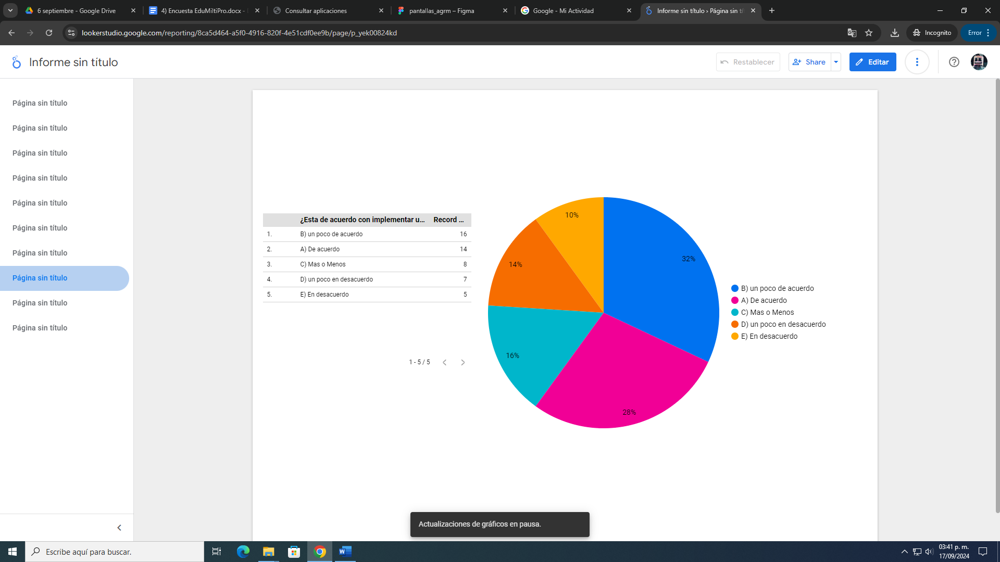 6 septiembre - Google Drive
4) Encuesta EduMiltiPro.docx -
Consultar aplicaciones
pantallas_agrm – Figma
Google - Mi Actividad
Informe sin título › Página sin tí
lookerstudio.google.com/reporting/8ca5d464-a5f0-4916-820f-4e51cdf0ee9b/page/p_yek00824kd
Incognito
Error
Informe sin título
Restablecer
Share
Editar
Página sin título
Página sin título
Página sin título
Página sin título
Página sin título
Página sin título
Página sin título
Página sin título
Página sin título
Página sin título
¿Esta de acuerdo con implementar u... Record ...
1. B) un poco de acuerdo 16
2. A) De acuerdo 14
3. C) Mas o Menos 8
4. D) un poco en desacuerdo 7
5. E) En desacuerdo 5
1 - 5 / 5
10%
32%
14%
16%
28%
B) un poco de acuerdo
A) De acuerdo
C) Mas o Menos
D) un poco en desacuerdo
E) En desacuerdo
Actualizaciones de gráficos en pausa.
Escribe aquí para buscar.
W
03:41 p. m.
17/09/2024